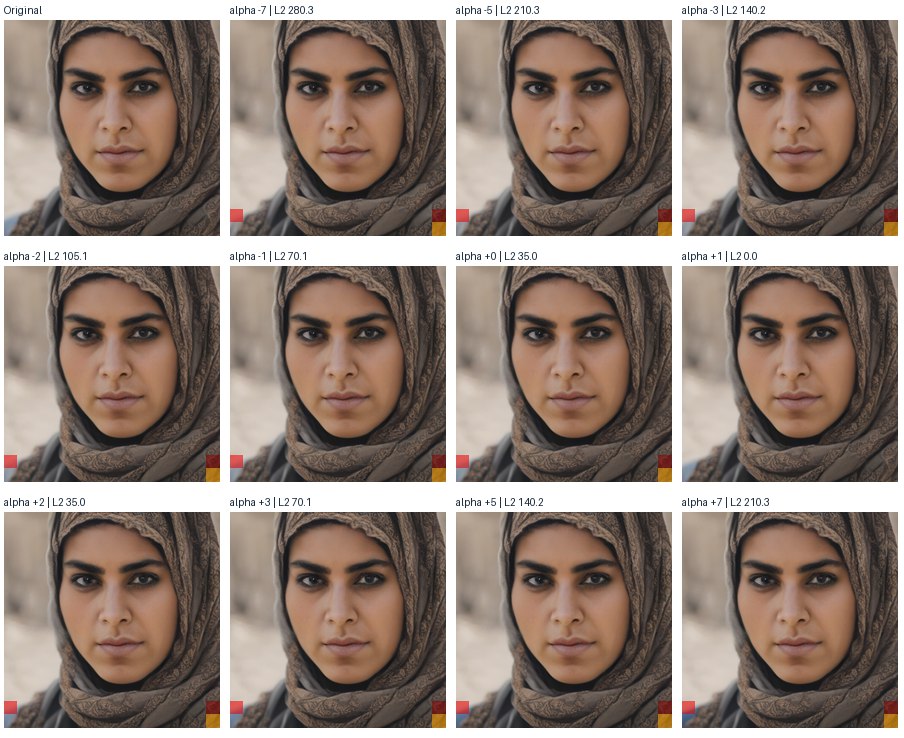 Original
alpha -7 | L2 280.3
alpha -5 | L2 210.3
alpha -3 | L2 140.2
alpha -2 | L2 105.1
alpha -1 | L2 70.1
alpha +0 | L2 35.0
alpha +1 | L2 0.0
alpha +2 | L2 35.0
alpha +3 | L2 70.1
alpha +5 | L2 140.2
alpha +7 | L2 210.3